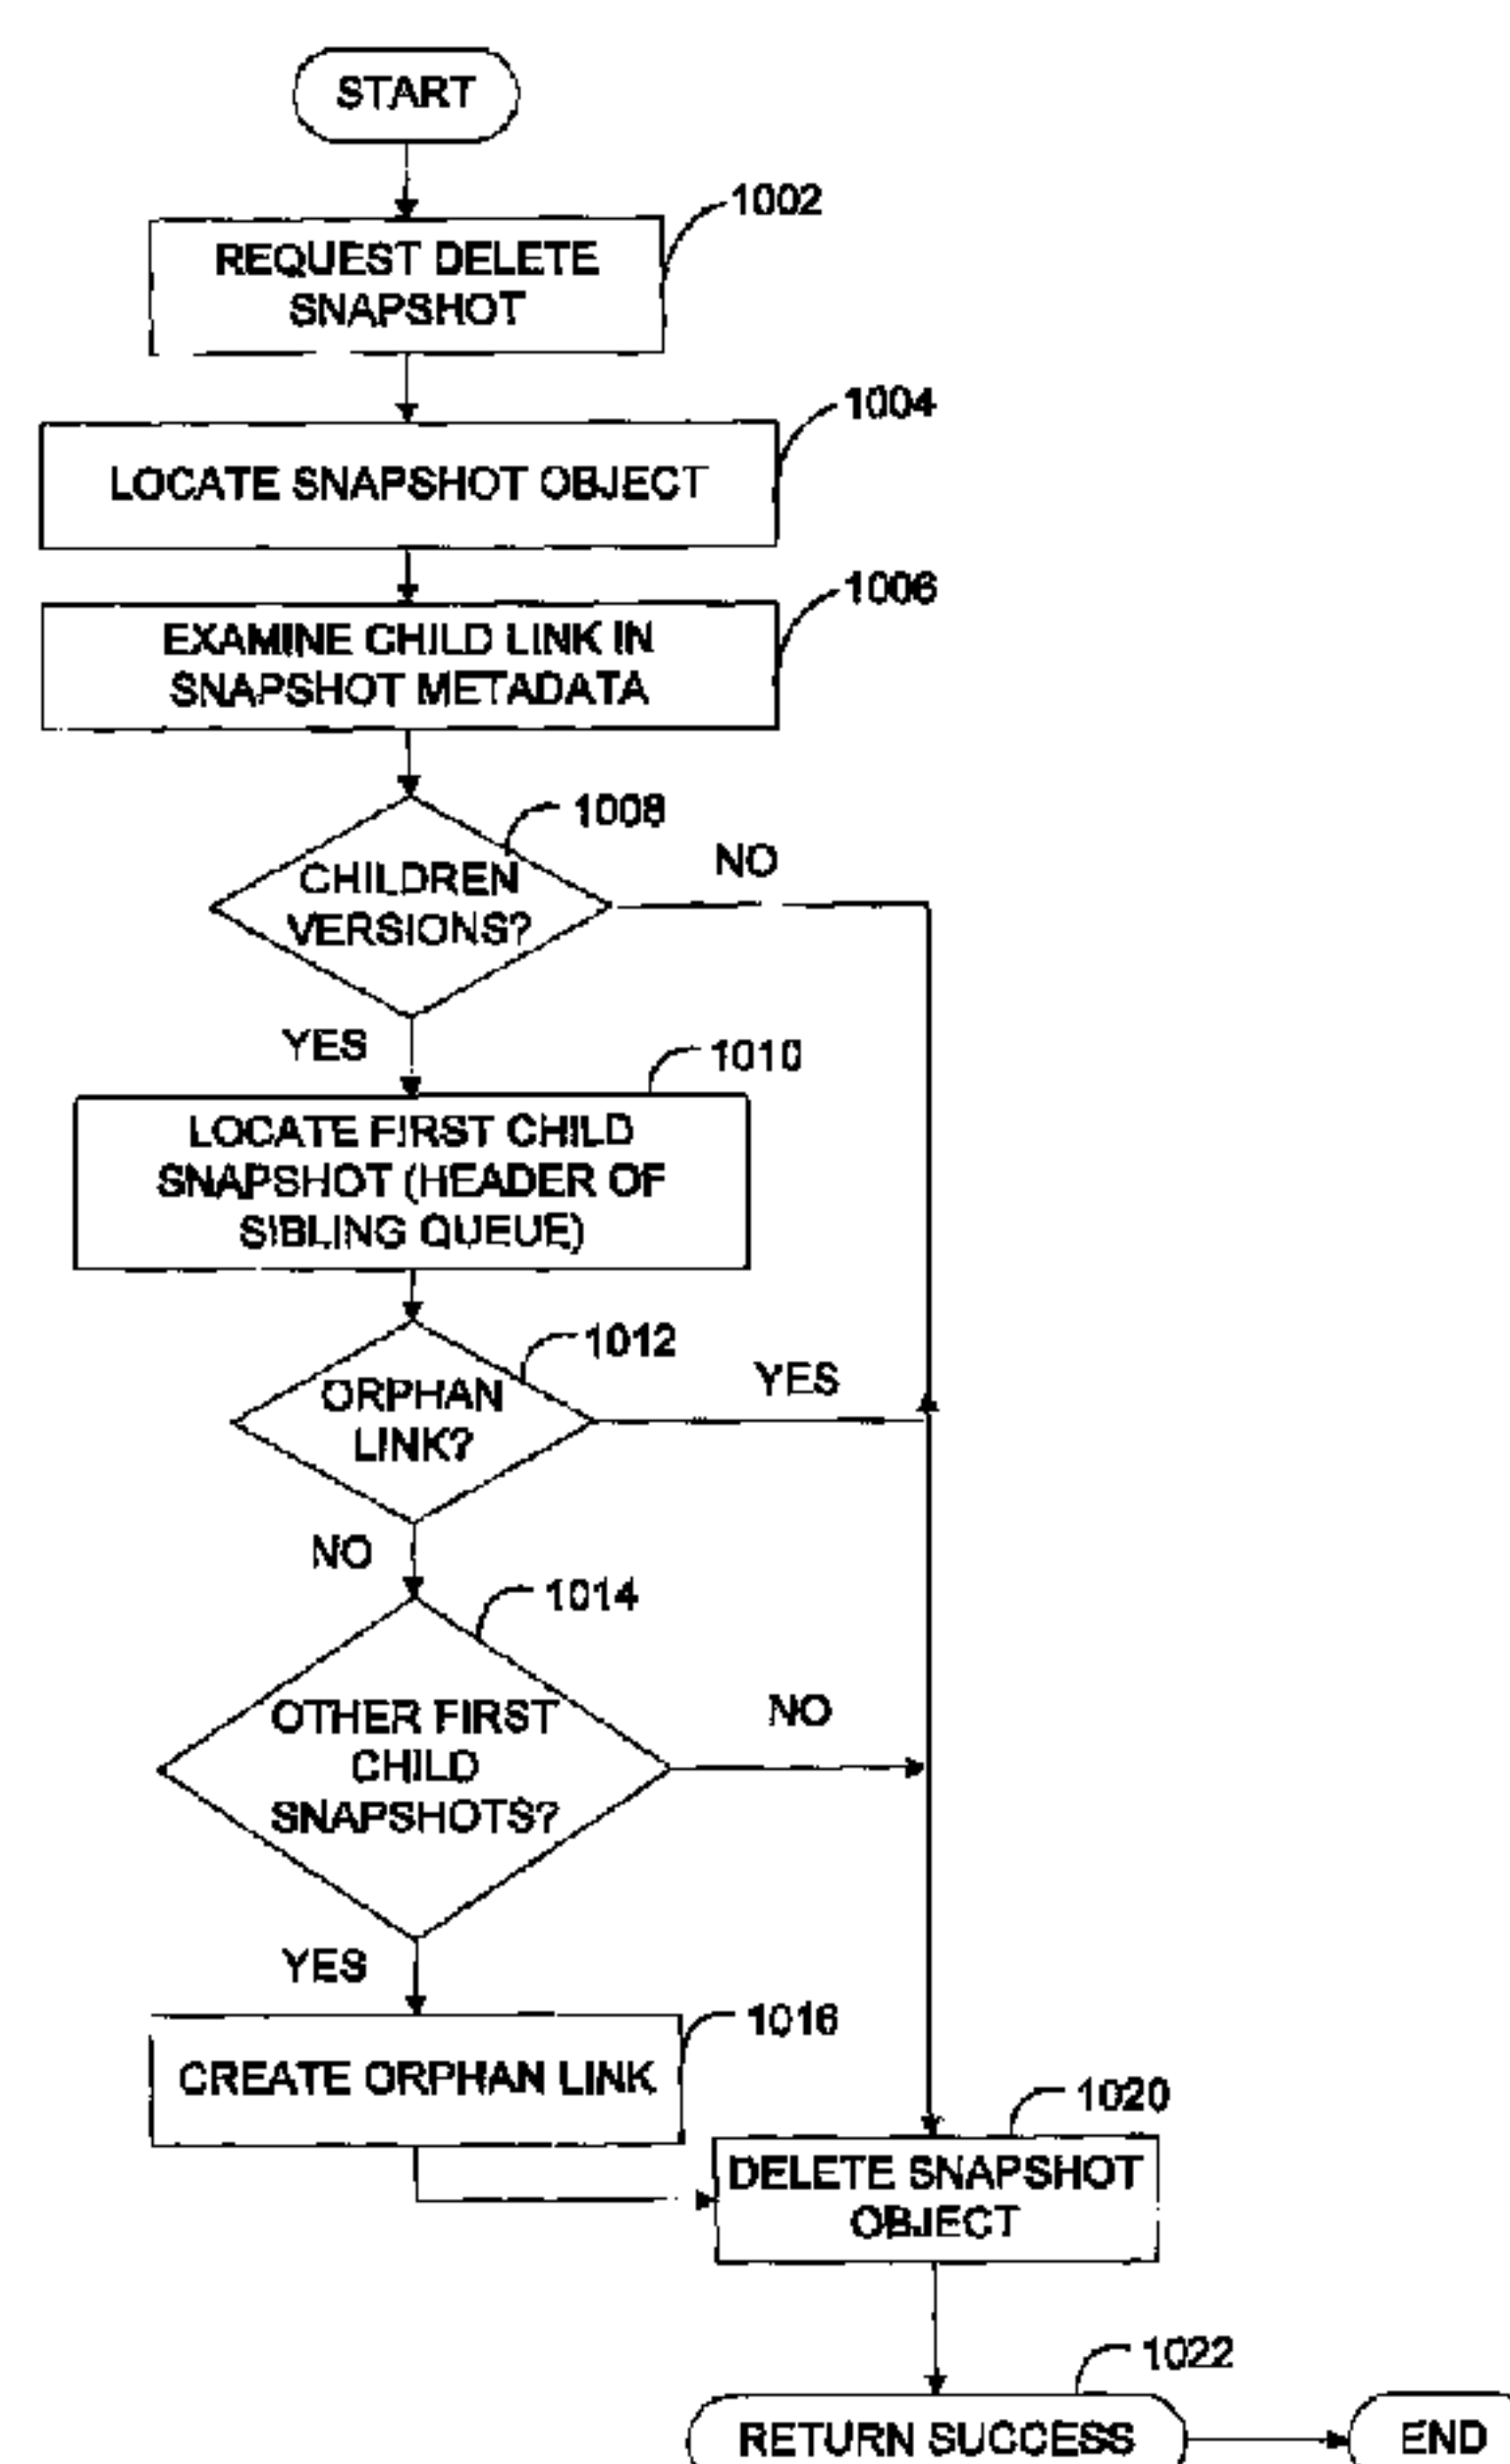 START
1002
REQUEST DELETE
SNAPSHOT
1004
LOCATE SNAPSHOT OBJECT
1006
EXAMINE CHILD LINK IN
SNAPSHOT METADATA
1008
NO
CHILDREN
VERSIONS?
YES
1010
LOCATE FIRST CHILD
SNAPSHOT (HEADER OF
SIBLING QUEUE)
1012
YES
ORPHAN
LINK?
NO
1014
OTHER FIRST
CHILD
SNAPSHOTS?
NO
YES
1016
CREATE ORPHAN LINK
1020
DELETE SNAPSHOT
OBJECT
1022
RETURN SUCCESS
END